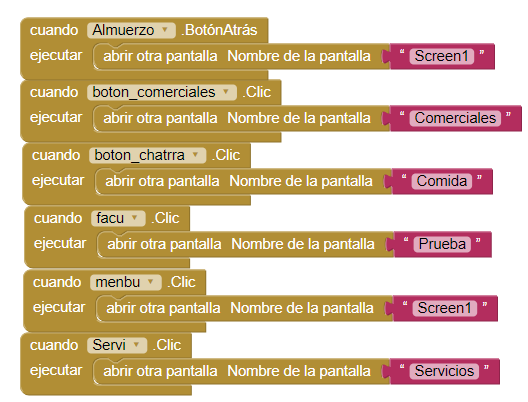 cuando Almuerzo .BotónAtrás
ejecutar abrir otra pantalla Nombre de la pantalla " Screen1 "
cuando boton_comerciales .Clic
ejecutar abrir otra pantalla Nombre de la pantalla " Comerciales "
cuando boton_chatrra .Clic
ejecutar abrir otra pantalla Nombre de la pantalla " Comida "
cuando facu .Clic
ejecutar abrir otra pantalla Nombre de la pantalla " Prueba "
cuando menbu .Clic
ejecutar abrir otra pantalla Nombre de la pantalla " Screen1 "
cuando Servi .Clic
ejecutar abrir otra pantalla Nombre de la pantalla " Servicios "